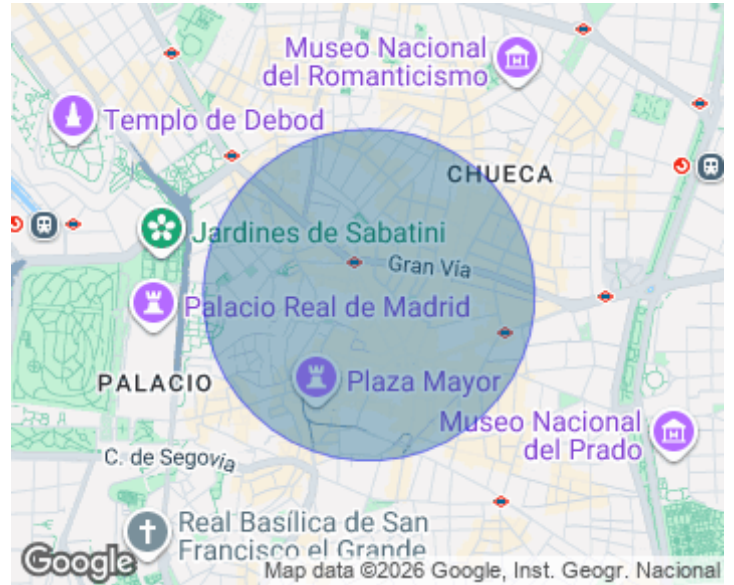 Museo Nacional
del Romanticismo
Templo de Debod
CHUECA
Jardines de Sabatini
Gran Vía
Palacio Real de Madrid
PALACIO
Plaza Mayor
Museo Nacional
del Prado
C. de Segovia
Real Basílica de San
Francisco el Grande
Google
Map data ©2026 Google, Inst. Geogr. Nacional